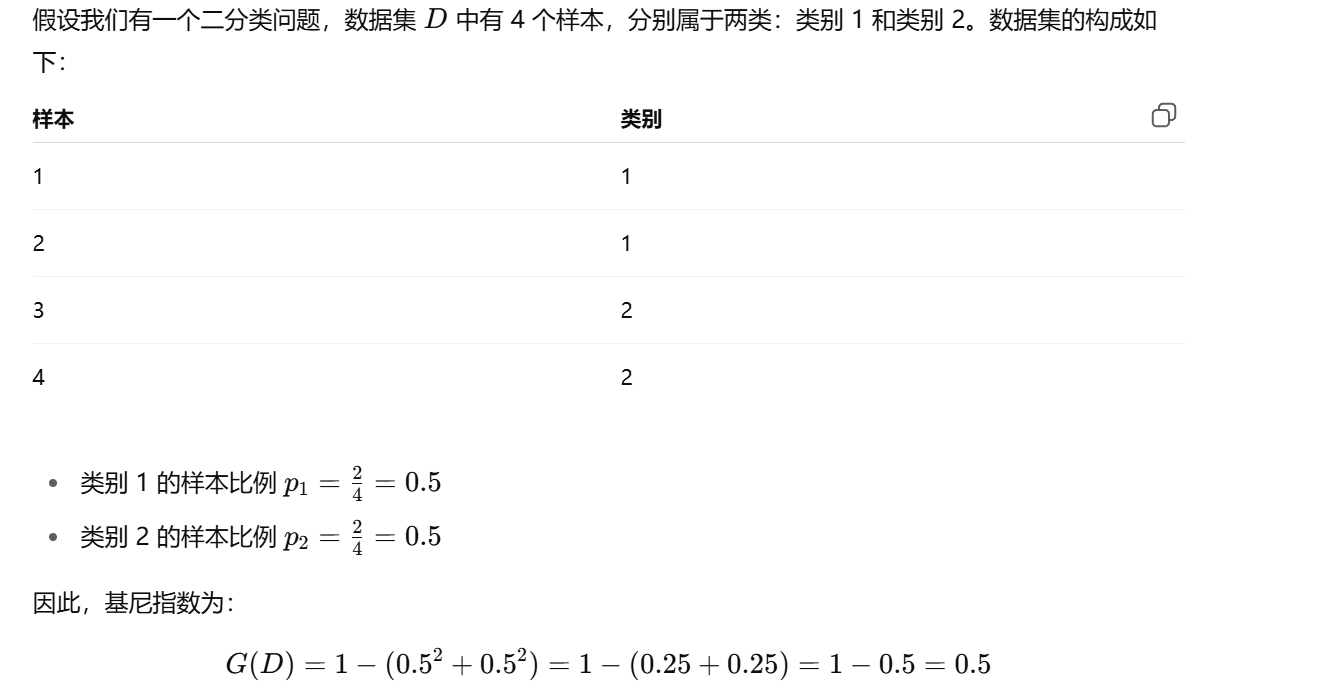 假设我们有一个二分类问题，数据集 D 中有 4 个样本，分别属于两类：类别 1 和类别 2。数据集的构成如
下：
样本 类别
1 1
2 1
3 2
4 2
• 类别 1 的样本比例 p₁ = 2/4 = 0.5
• 类别 2 的样本比例 p₂ = 2/4 = 0.5
因此，基尼指数为：
G(D) = 1 − (0.5² + 0.5²) = 1 − (0.25 + 0.25) = 1 − 0.5 = 0.5